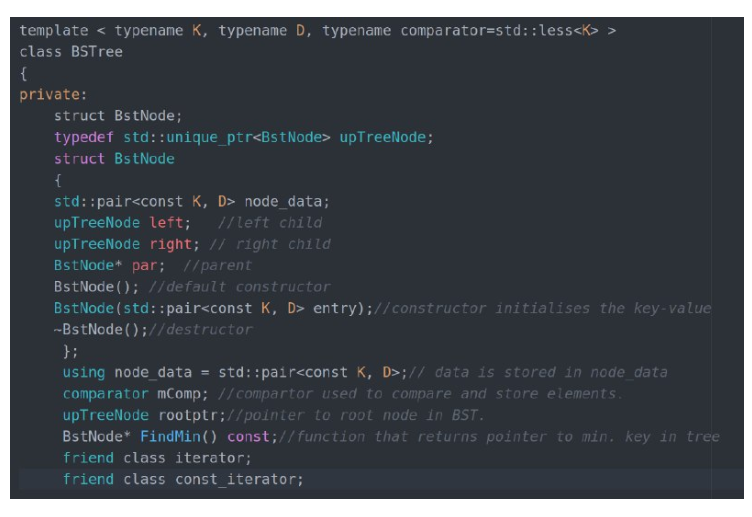 template < typename K, typename D, typename comparator=std::less<K> >
class BSTree
{
private:
struct BstNode;
typedef std::unique_ptr<BstNode> upTreeNode;
struct BstNode
{
std::pair<const K, D> node_data;
upTreeNode left; //left child
upTreeNode right; // right child
BstNode* par; //parent
BstNode(); //default constructor
BstNode(std::pair<const K, D> entry);//constructor initialises the key-value
~BstNode();//destructor
};
using node_data = std::pair<const K, D>;// data is stored in node_data
comparator mComp; //compartor used to compare and store elements.
upTreeNode rootptr;//pointer to root node in BST.
BstNode* FindMin() const;//function that returns pointer to min. key in tree
friend class iterator;
friend class const_iterator;